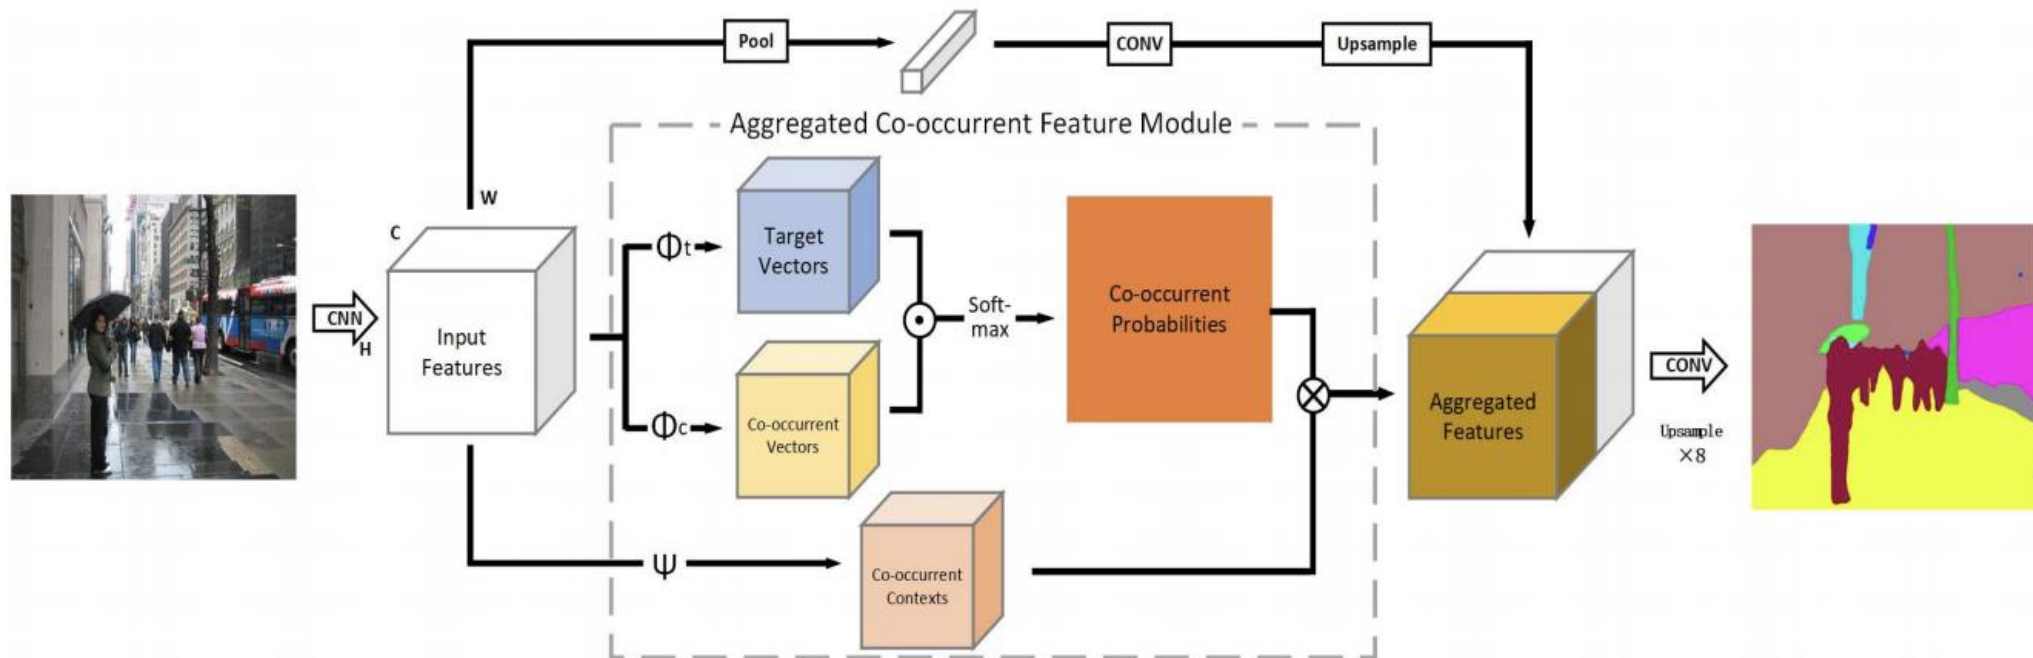 Pool
CONV
Upsample
Aggregated Co-occurrent Feature Module
W
C
CNN
H
Input
Features
Φt
Target
Vectors
Φc
Co-occurrent
Vectors
Soft-
max
Co-occurrent
Probabilities
Ψ
Co-occurrent
Contexts
Aggregated
Features
CONV
Upsample
×8